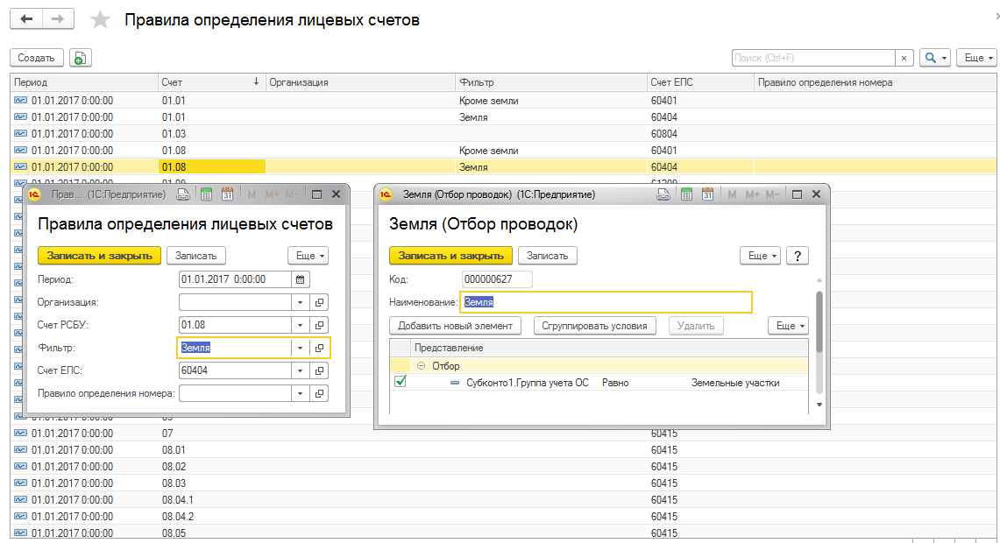 Правила определения лицевых счетов
Создать
Поиск (Ctrl+F)
×
Еще
Период Счет ↓ Организация Фильтр Счет ЕПС Правило определения номера
01.01.2017 0:00:00 01.01 Кроме земли 60401
01.01.2017 0:00:00 01.01 Земля 60404
01.01.2017 0:00:00 01.03 60804
01.01.2017 0:00:00 01.08 Кроме земли 60401
01.01.2017 0:00:00 01.08 Земля 60404
Прав... (1С:Предприятие) 31 M M+ M-
Правила определения лицевых счетов
Записать и закрыть Записать Еще
Период: 01.01.2017 0:00:00
Организация:
Счет РСБУ: 01.08
Фильтр: Земля
Счет ЕПС: 60404
Правило определения номера:
Земля (Отбор проводок) (1С:Предприятие) 31 M M+ M-
Земля (Отбор проводок)
Записать и закрыть Записать Еще ?
Код: 000000627
Наименование: Земля
Добавить новый элемент Сгруппировать условия Удалить Еще
Представление
Отбор
Субконто1.Группа учета ОС Равно Земельные участки
01.01.2017 0:00:00 07 60415
01.01.2017 0:00:00 08.01 60415
01.01.2017 0:00:00 08.02 60415
01.01.2017 0:00:00 08.03 60415
01.01.2017 0:00:00 08.04.1 60415
01.01.2017 0:00:00 08.04.2 60415
01.01.2017 0:00:00 08.05 60415